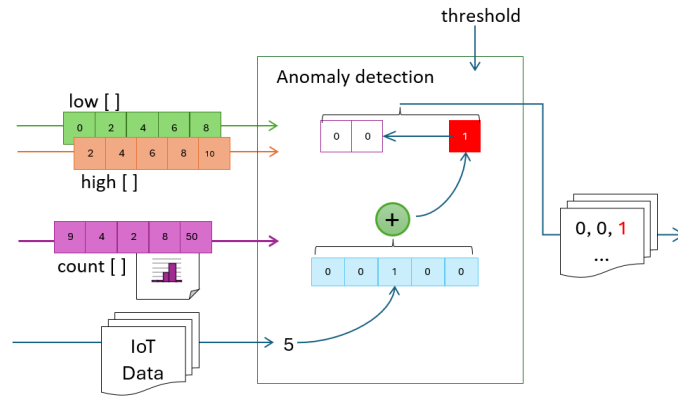 threshold
Anomaly detection
low [ ]
0 2 4 6 8
2 4 6 8 10
high [ ]
0 0 1
+
9 4 2 8 50
count [ ]
0 0 1 0 0
0, 0, 1
...
5
IoT
Data